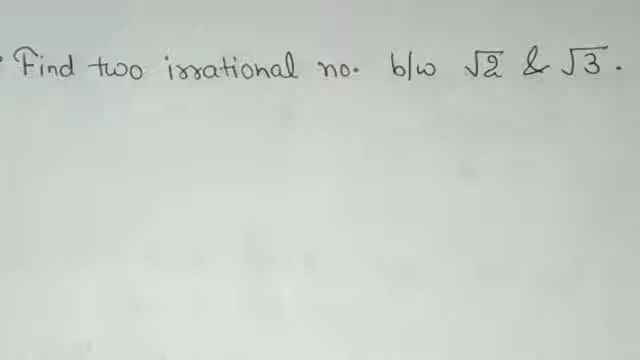 Find two irrational no. b/w √2 & √3.